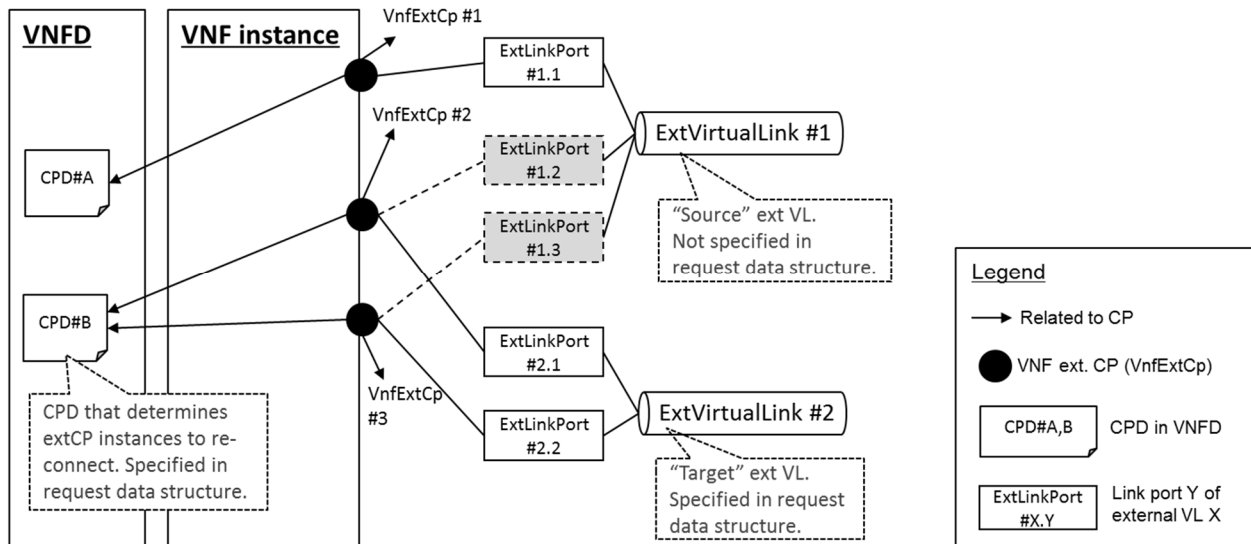 VNFD
VNF instance
VnfExtCp #1
ExtLinkPort
#1.1
VnfExtCp #2
ExtVirtualLink #1
CPD#A
ExtLinkPort
#1.2
“Source” ext VL.
Not specified in
request data structure.
ExtLinkPort
#1.3
CPD#B
ExtLinkPort
#2.1
VnfExtCp
#3
ExtLinkPort
#2.2
ExtVirtualLink #2
CPD that determines
extCP instances to re-
connect. Specified in
request data structure.
“Target” ext VL.
Specified in request
data structure.
Legend
Related to CP
VNF ext. CP (VnfExtCp)
CPD#A,B
CPD in VNFD
ExtLinkPort
#X.Y
Link port Y of
external VL X